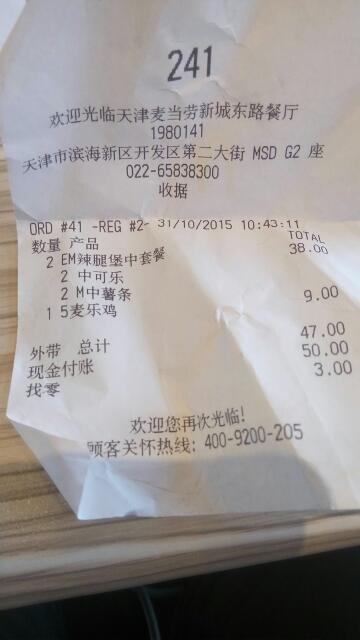 241
欢迎光临天津麦当劳新城东路餐厅
1980141
天津市滨海新区开发区第二大街 MSD G2 座
022-65838300
收据
ORD #41 -REG #2- 31/10/2015 10:43:11
数量 产品 TOTAL
2 EM辣腿堡中套餐 38.00
2 中可乐
2 M中薯条
1 5麦乐鸡 9.00
外带 总计 47.00
现金付账 50.00
找零 3.00
欢迎您再次光临!
顾客关怀热线: 400-9200-205